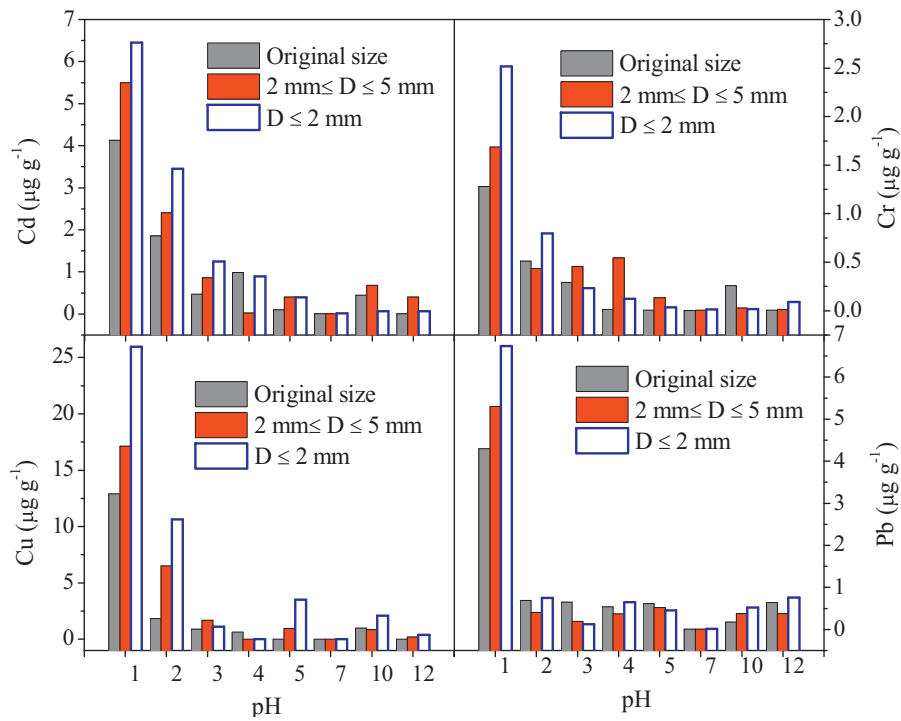 7
6
5
4
3
2
1
0
Cd (µg g⁻¹)
Original size
2 mm≤ D ≤ 5 mm
D ≤ 2 mm
3.0
2.5
2.0
1.5
1.0
0.5
0.0
Cr (µg g⁻¹)
Original size
2 mm≤ D ≤ 5 mm
D ≤ 2 mm
25
20
15
10
5
0
Cu (µg g⁻¹)
Original size
2 mm≤ D ≤ 5 mm
D ≤ 2 mm
1 2 3 4 5 7 10 12
pH
7
6
5
4
3
2
1
0
Pb (µg g⁻¹)
Original size
2 mm≤ D ≤ 5 mm
D ≤ 2 mm
1 2 3 4 5 7 10 12
pH